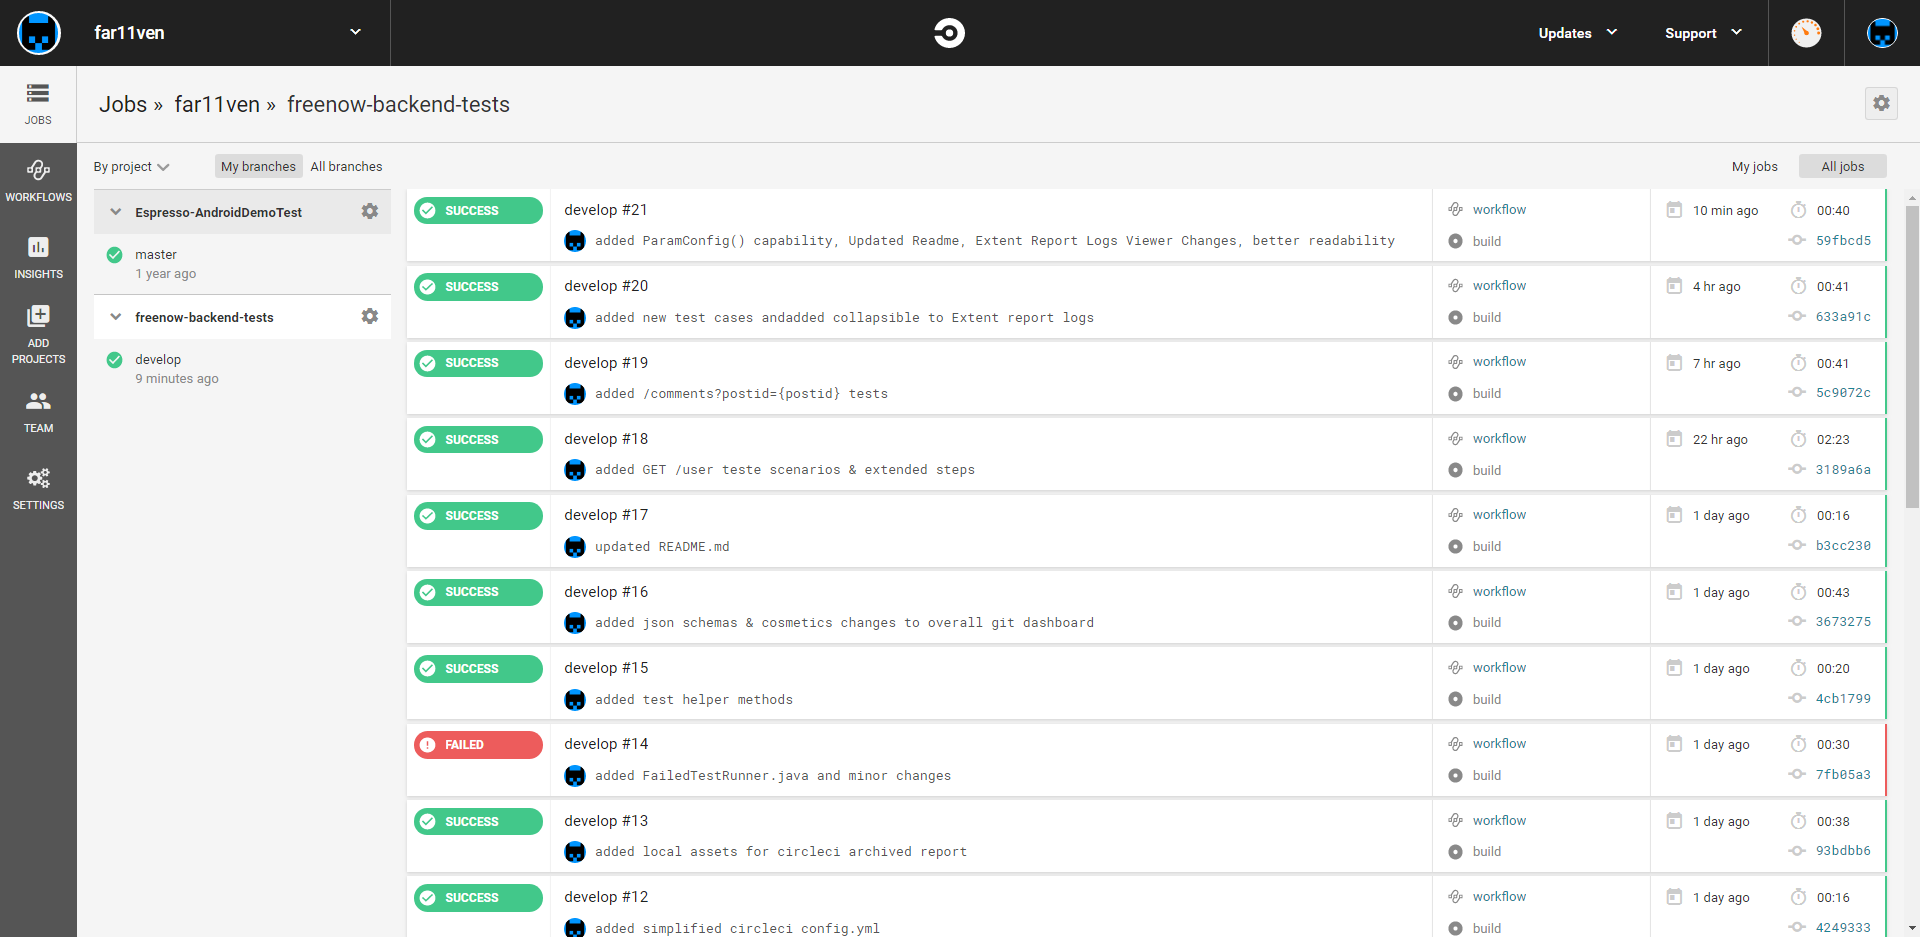 far11ven
Updates
Support
JOBS
WORKFLOWS
INSIGHTS
ADD
PROJECTS
TEAM
SETTINGS
Jobs » far11ven » freenow-backend-tests
By project
My branches
All branches
My jobs
All jobs
Espresso-AndroidDemoTest
master
1 year ago
freenow-backend-tests
develop
9 minutes ago
SUCCESS develop #21 workflow 10 min ago 00:40
added ParamConfig() capability, Updated Readme, Extent Report Logs Viewer Changes, better readability build 59fbcd5
SUCCESS develop #20 workflow 4 hr ago 00:41
added new test cases andadded collapsible to Extent report logs build 633a91c
SUCCESS develop #19 workflow 7 hr ago 00:41
added /comments?postid={postid} tests build 5c9072c
SUCCESS develop #18 workflow 22 hr ago 02:23
added GET /user teste scenarios & extended steps build 3189a6a
SUCCESS develop #17 workflow 1 day ago 00:16
updated README.md build b3cc230
SUCCESS develop #16 workflow 1 day ago 00:43
added json schemas & cosmetics changes to overall git dashboard build 3673275
SUCCESS develop #15 workflow 1 day ago 00:20
added test helper methods build 4cb1799
FAILED develop #14 workflow 1 day ago 00:30
added FailedTestRunner.java and minor changes build 7fb05a3
SUCCESS develop #13 workflow 1 day ago 00:38
added local assets for circleci archived report build 93bdbb6
SUCCESS develop #12 workflow 1 day ago 00:16
added simplified circleci config.yml build 4249333